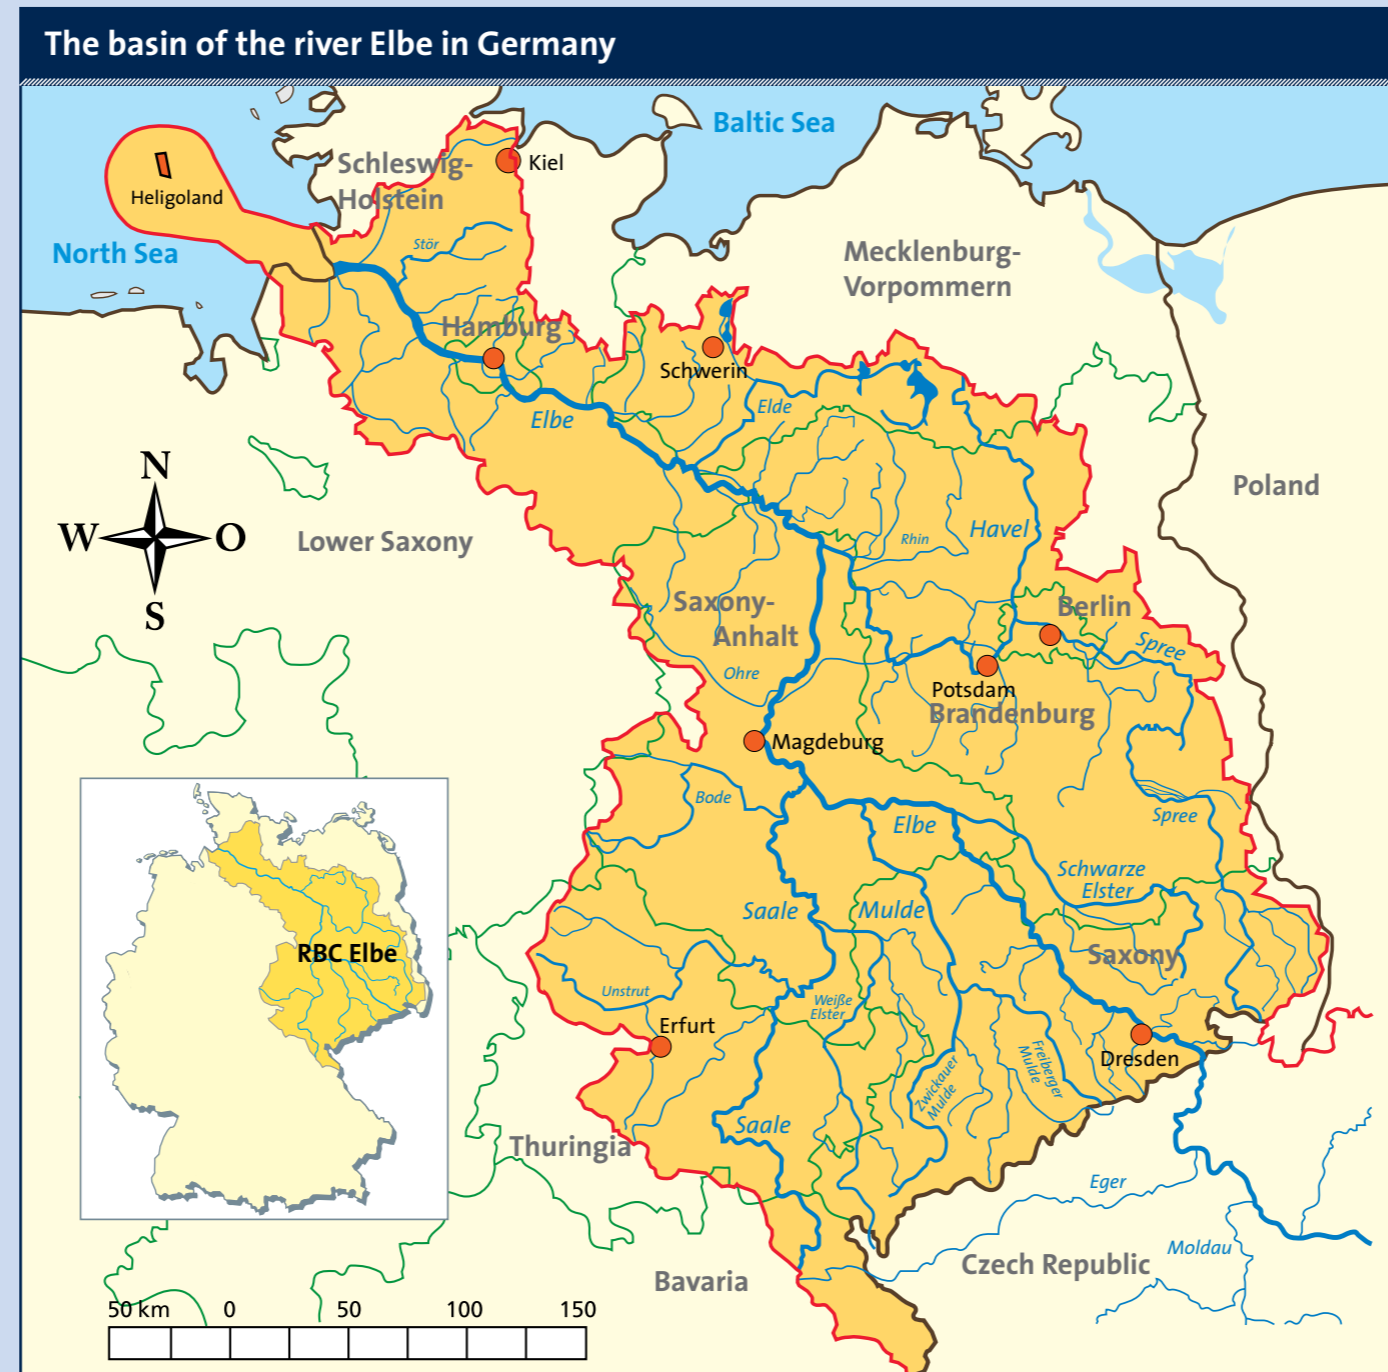 The basin of the river Elbe in Germany
Baltic Sea
Schleswig-
Holstein
Kiel
Heligoland
North Sea
Stör
Mecklenburg-
Vorpommern
Hamburg
Schwerin
Elbe
Elde
N
W
O
S
Lower Saxony
Poland
Havel
Rhin
Saxony-
Anhalt
Berlin
Spree
Ohre
Potsdam
Brandenburg
Magdeburg
Bode
Elbe
Spree
Schwarze
Elster
Saale
Mulde
RBC Elbe
Saxony
Unstrut
Weiße
Elster
Erfurt
Dresden
Zwickauer
Mulde
Freiberger
Mulde
Saale
Thuringia
Eger
Moldau
Czech Republic
Bavaria
50 km 0 50 100 150